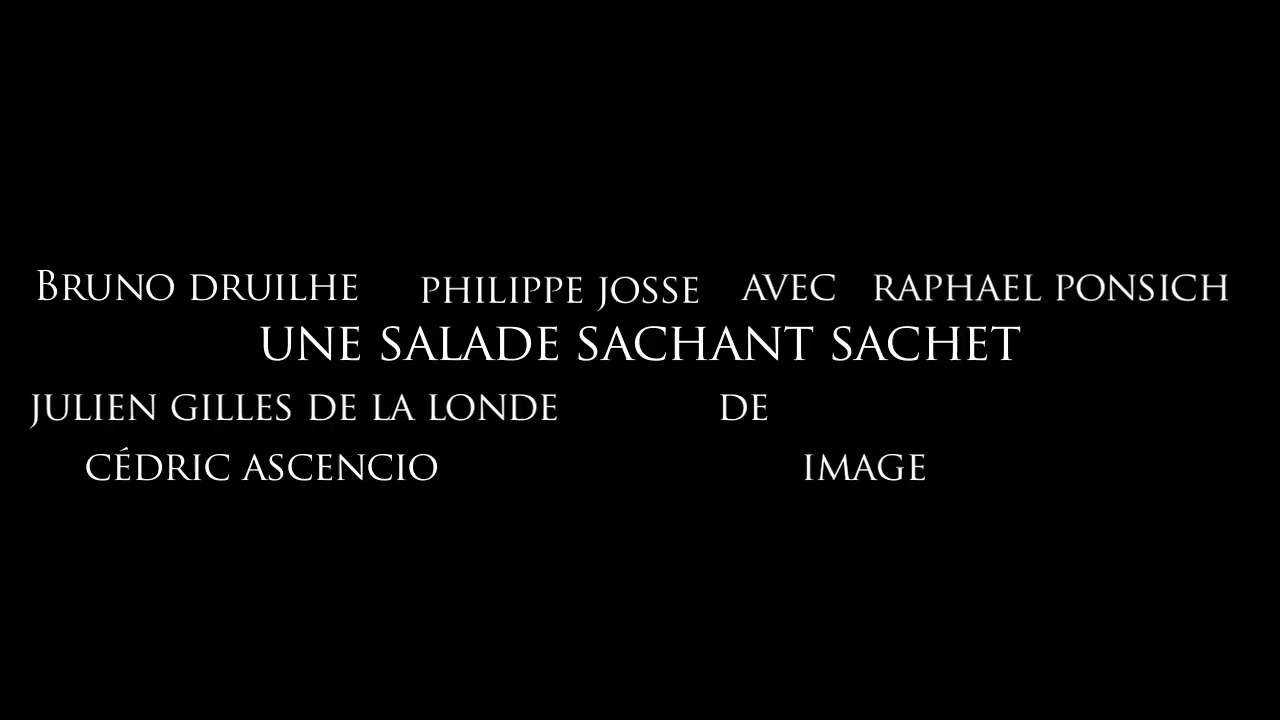 BRUNO DRUILHE PHILIPPE JOSSE AVEC RAPHAEL PONSICH
UNE SALADE SACHANT SACHET
JULIEN GILLES DE LA LONDE DE
CÉDRIC ASCENCIO IMAGE